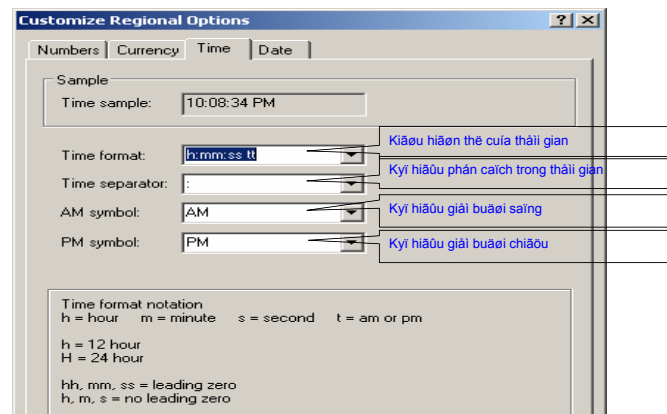 Customize Regional Options
Numbers Currency Time Date
Sample
Time sample: 10:08:34 PM
Time format: h:mm:ss tt
Kiãøu hiãøn thë cuía thåìi gian
Time separator: :
Kyï hiãûu phán caïch trong thåìi gian
AM symbol: AM
Kyï hiãûu giåì buäøi saïng
PM symbol: PM
Kyï hiãûu giåì buäøi chiãöu
Time format notation
h = hour m = minute s = second t = am or pm
h = 12 hour
H = 24 hour
hh, mm, ss = leading zero
h, m, s = no leading zero